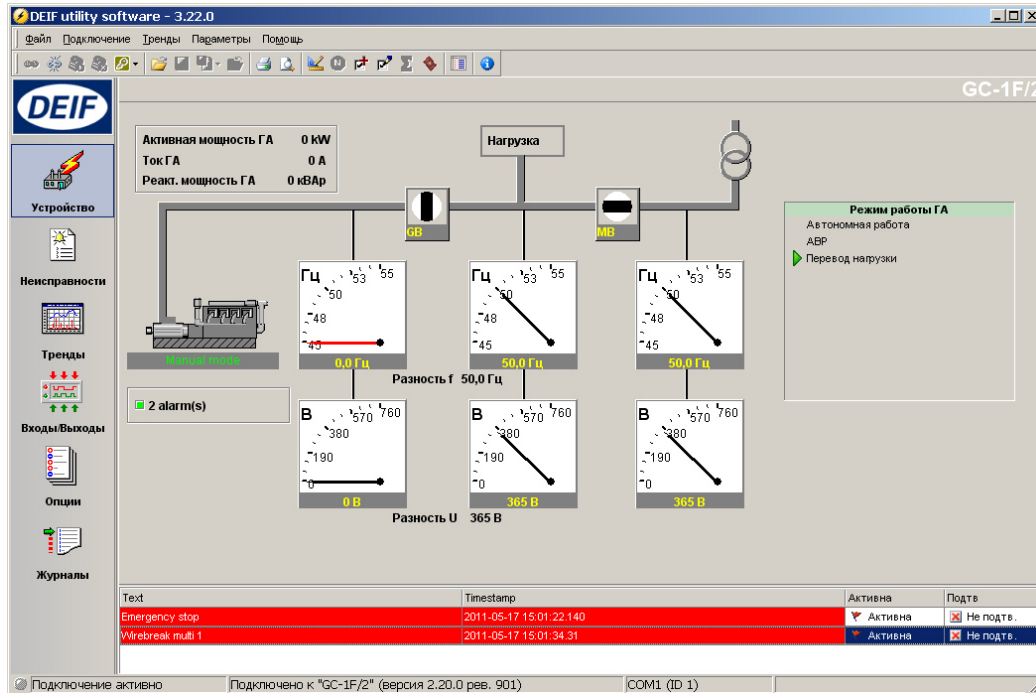 DEIF utility software - 3.22.0
Файл Подключение Тренды Параметры Помощь
DEIF
GC-1F/2
Устройство
Неисправности
Тренды
Входы/Выходы
Опции
Журналы
Активная мощность ГА 0 kW
Ток ГА 0 А
Реакт. мощность ГА 0 кВАр
Нагрузка
GB
MB
Режим работы ГА
Автономная работа
АВР
Перевод нагрузки
Гц 45 48 50 53 55
0,0 Гц
Гц 45 48 50 53 55
50,0 Гц
Гц 45 48 50 53 55
50,0 Гц
Manual mode
Разность f 50,0 Гц
2 alarm(s)
В 0 190 380 570 760
0 В
В 0 190 380 570 760
365 В
В 0 190 380 570 760
365 В
Разность U 365 В
Text Timestamp Активна Подтв
Emergency stop 2011-05-17 15:01:22.140 Активна Не подтв.
Wirebreak multi 1 2011-05-17 15:01:34.31 Активна Не подтв.
Подключение активно Подключено к "GC-1F/2" (версия 2.20.0 рев. 901) COM1 (ID 1)